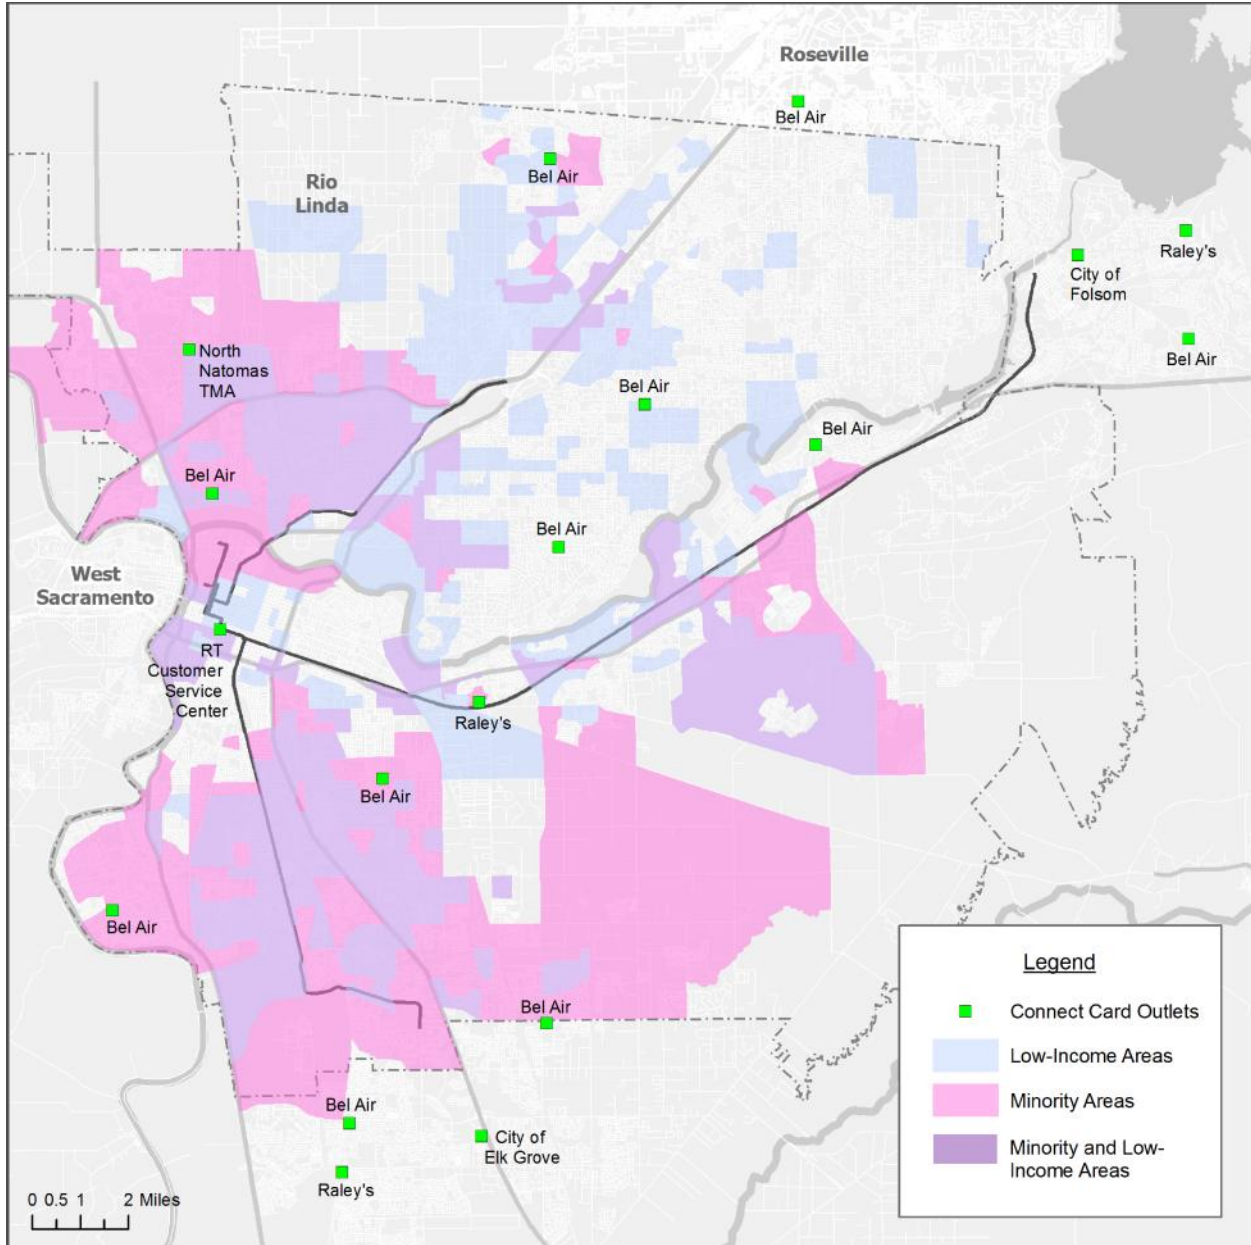 Roseville
Bel Air
Bel Air
Rio
Linda
Raley's
City of
Folsom
Bel Air
North
Natomas
TMA
Bel Air
Bel Air
Bel Air
Bel Air
West
Sacramento
RT
Customer
Service
Center
Raley's
Bel Air
Bel Air
Bel Air
Bel Air
City of
Elk Grove
Raley's
0 0.5 1 2 Miles
Legend
Connect Card Outlets
Low-Income Areas
Minority Areas
Minority and Low-
Income Areas